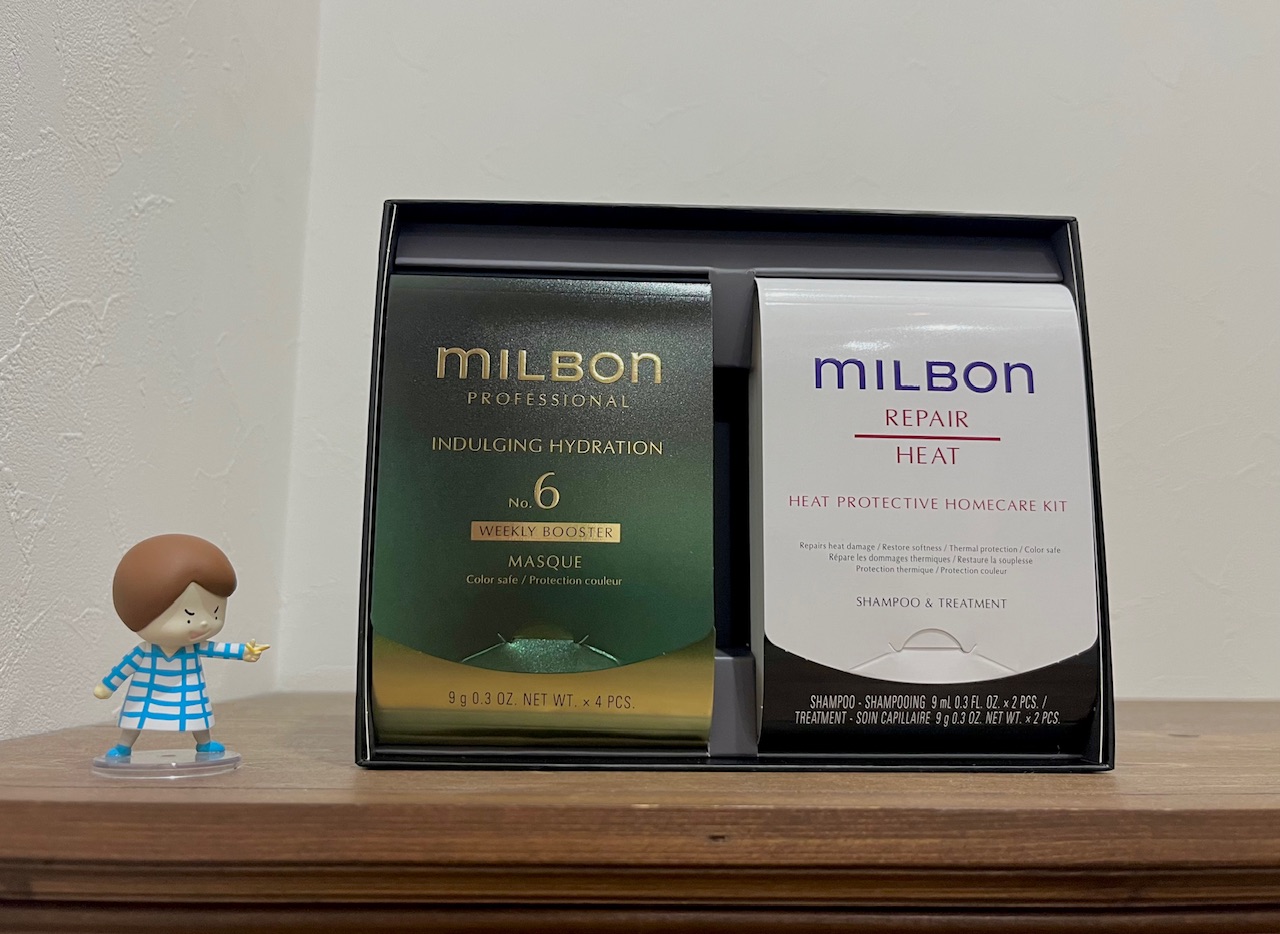 MILBON
PROFESSIONAL
INDULGING HYDRATION
No.6
WEEKLY BOOSTER
MASQUE
Color safe / Protection couleur
9 g 0.3 OZ. NET WT. × 4 PCS.
MILBON
REPAIR
HEAT
HEAT PROTECTIVE HOMECARE KIT
Repairs heat damage / Restore softness / Thermal protection / Color safe
Répare les dommages thermiques / Restaure la souplesse
Protection thermique / Protection couleur
SHAMPOO & TREATMENT
SHAMPOO - SHAMPOOING 9 mL 0.3 FL. OZ. × 2 PCS. /
TREATMENT - SOIN CAPILLAIRE 9 g 0.3 OZ. NET WT. × 2 PCS.